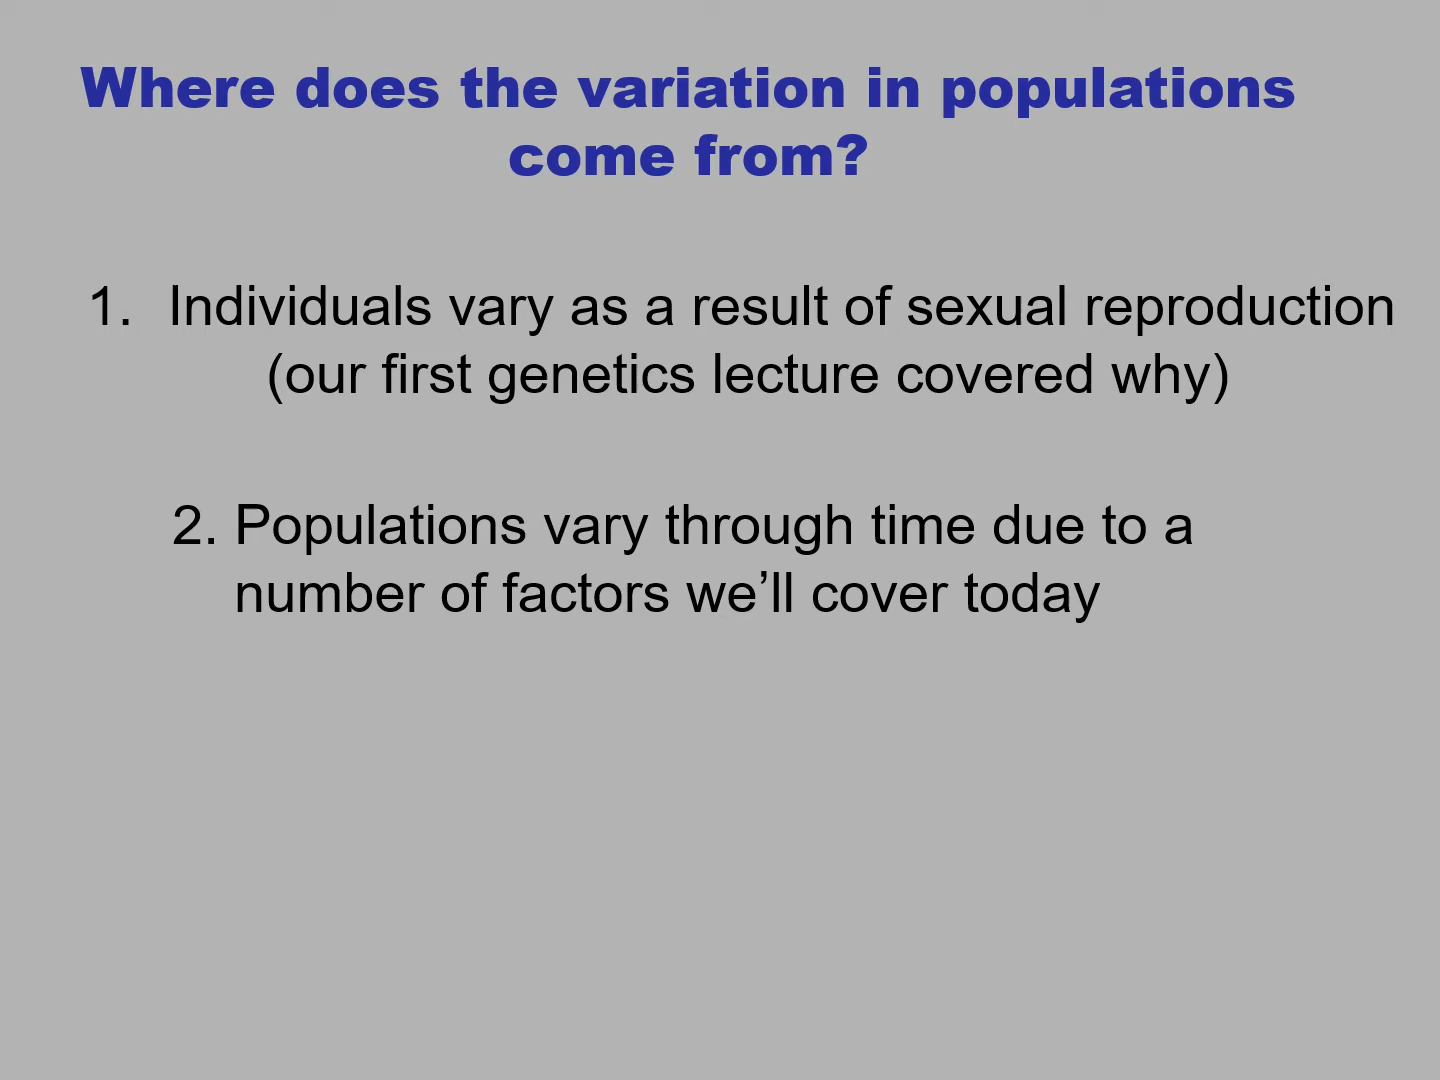 Where does the variation in populations
come from?
1. Individuals vary as a result of sexual reproduction
(our first genetics lecture covered why)
2. Populations vary through time due to a
number of factors we’ll cover today